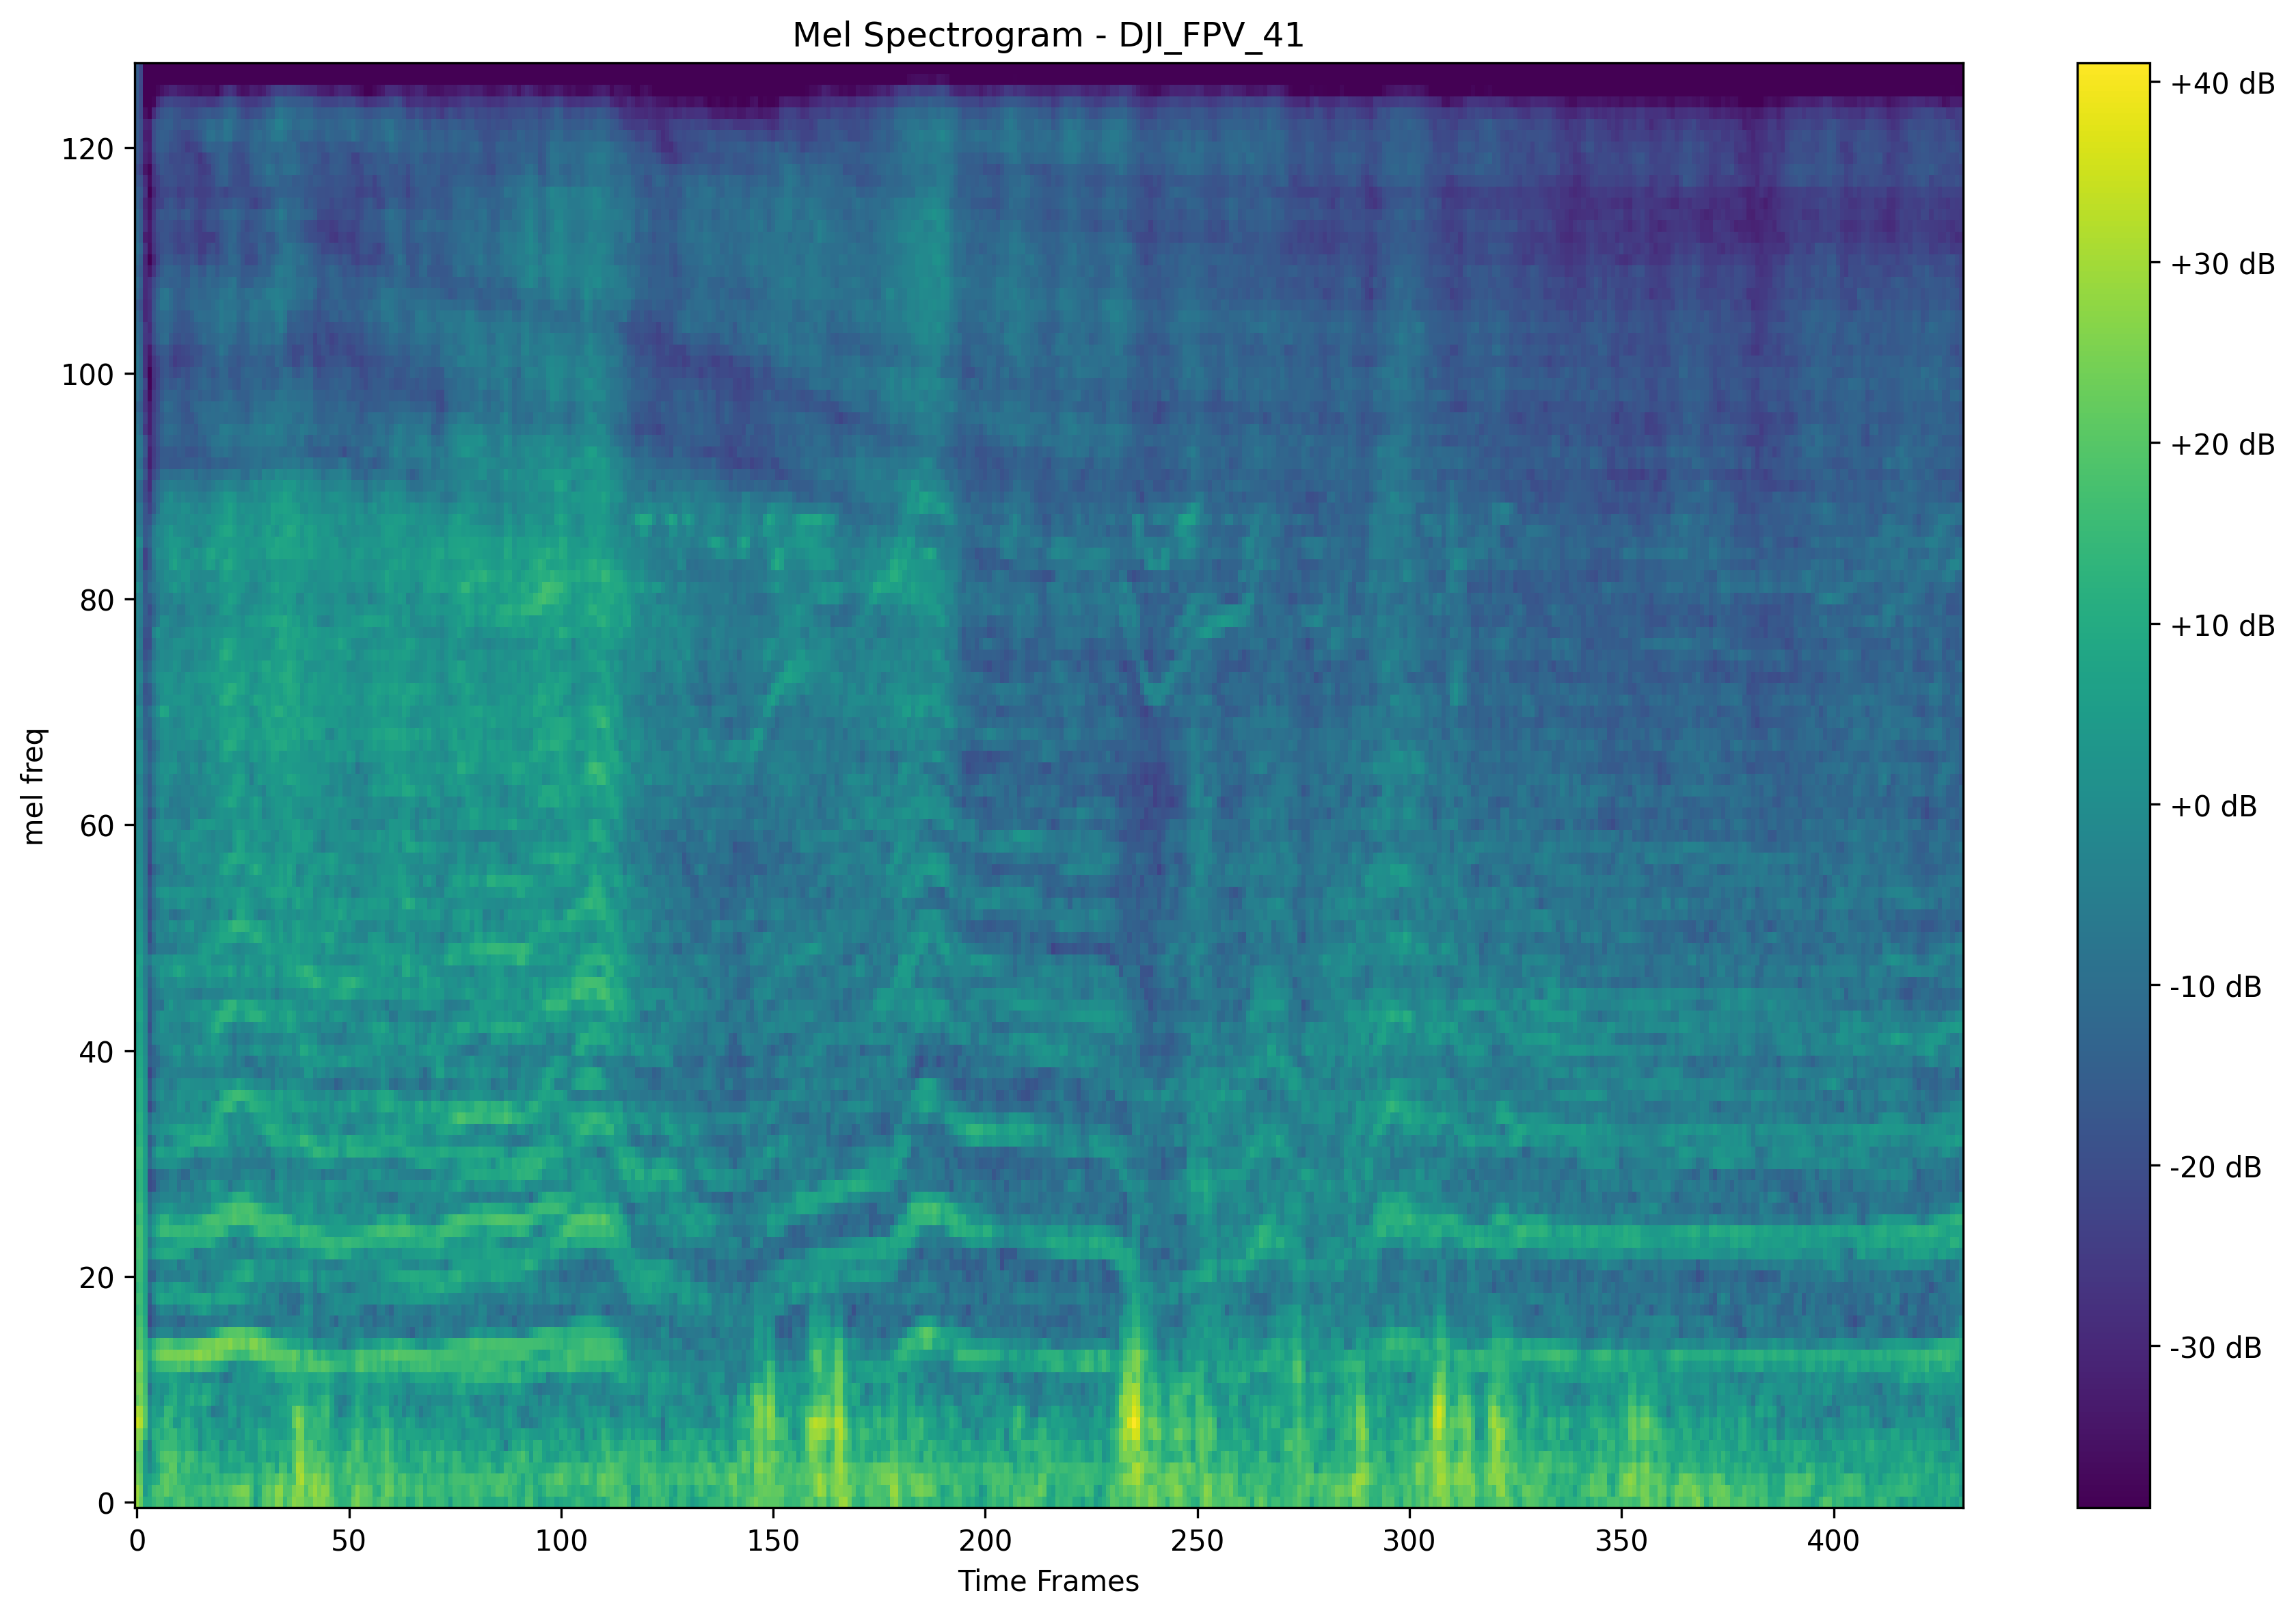 Mel Spectrogram - DJI_FPV_41
mel freq
120
100
80
60
40
20
0
0 50 100 150 200 250 300 350 400
Time Frames
+40 dB
+30 dB
+20 dB
+10 dB
+0 dB
-10 dB
-20 dB
-30 dB